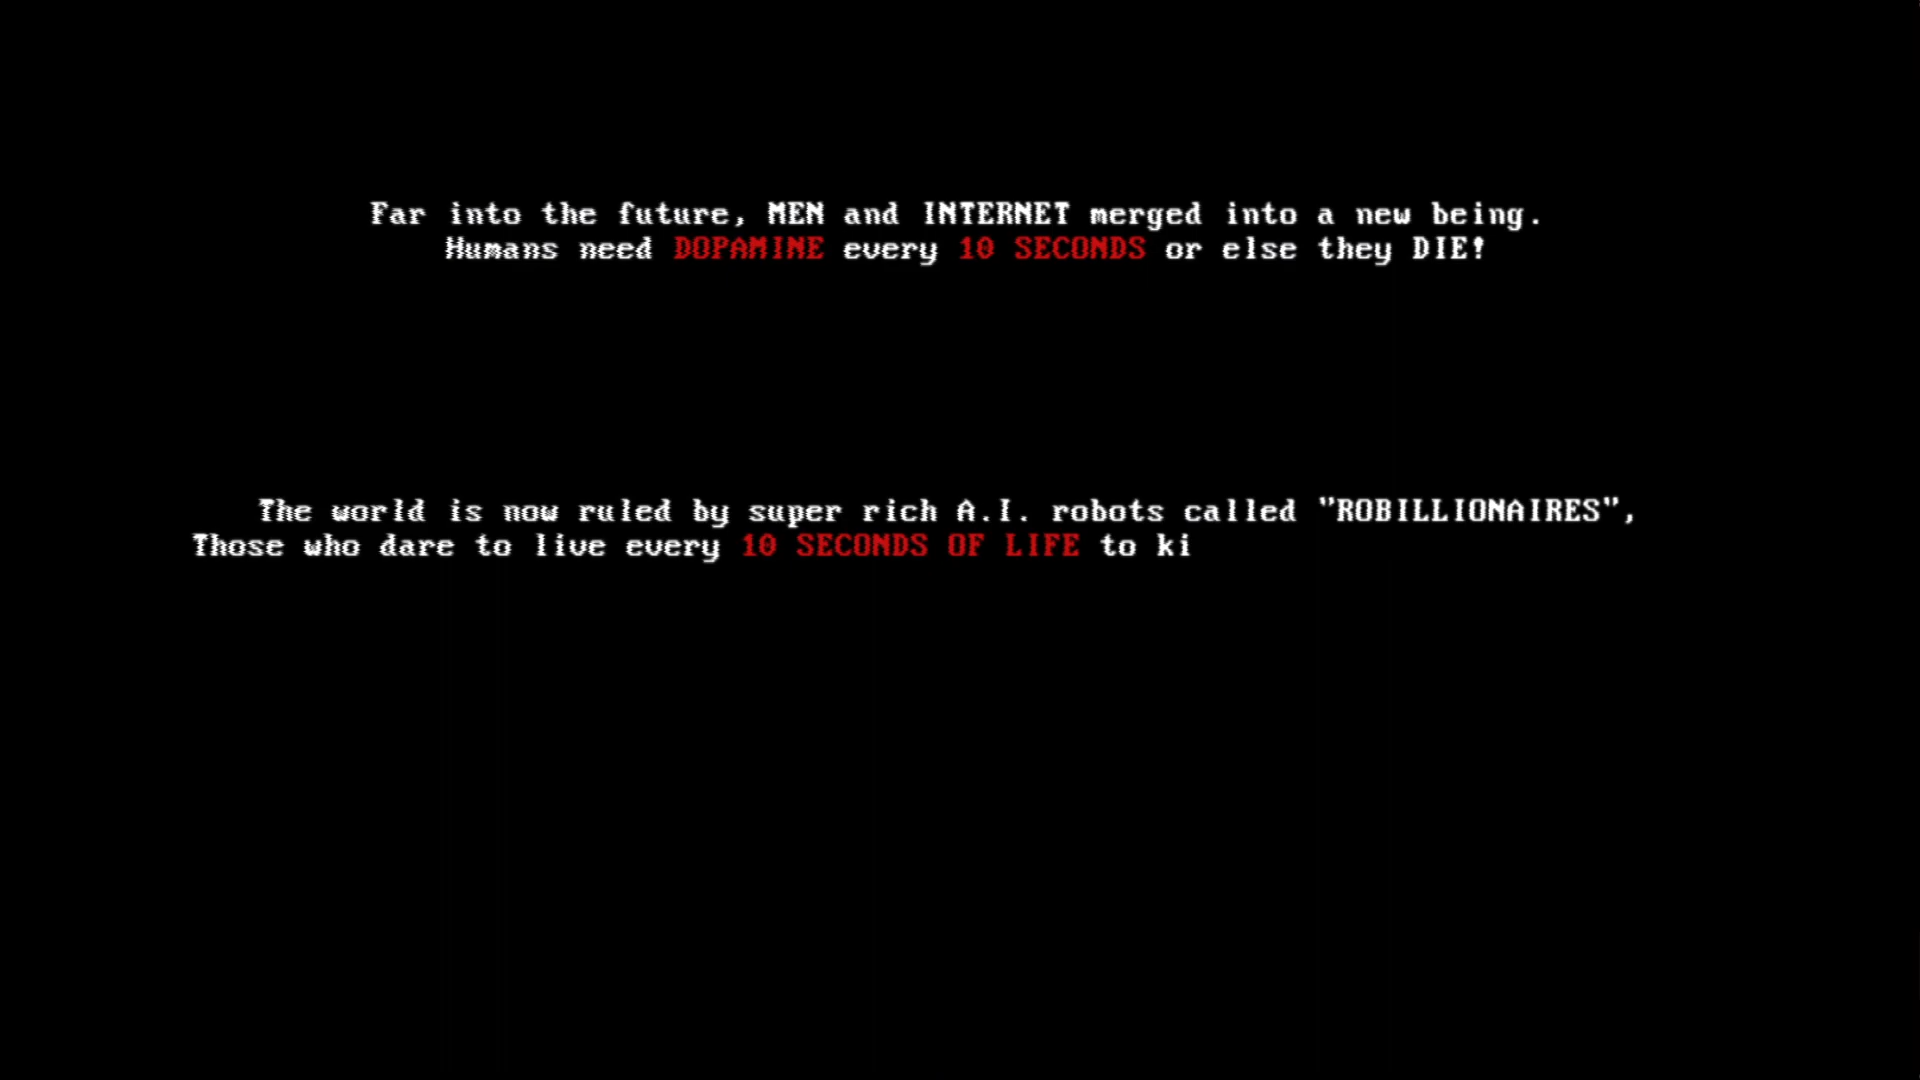 Far into the future, MEN and INTERNET merged into a new being.
Humans need DOPAMINE every 10 SECONDS or else they DIE!
The world is now ruled by super rich A.I. robots called "ROBILLIONAIRES",
Those who dare to live every 10 SECONDS OF LIFE to ki